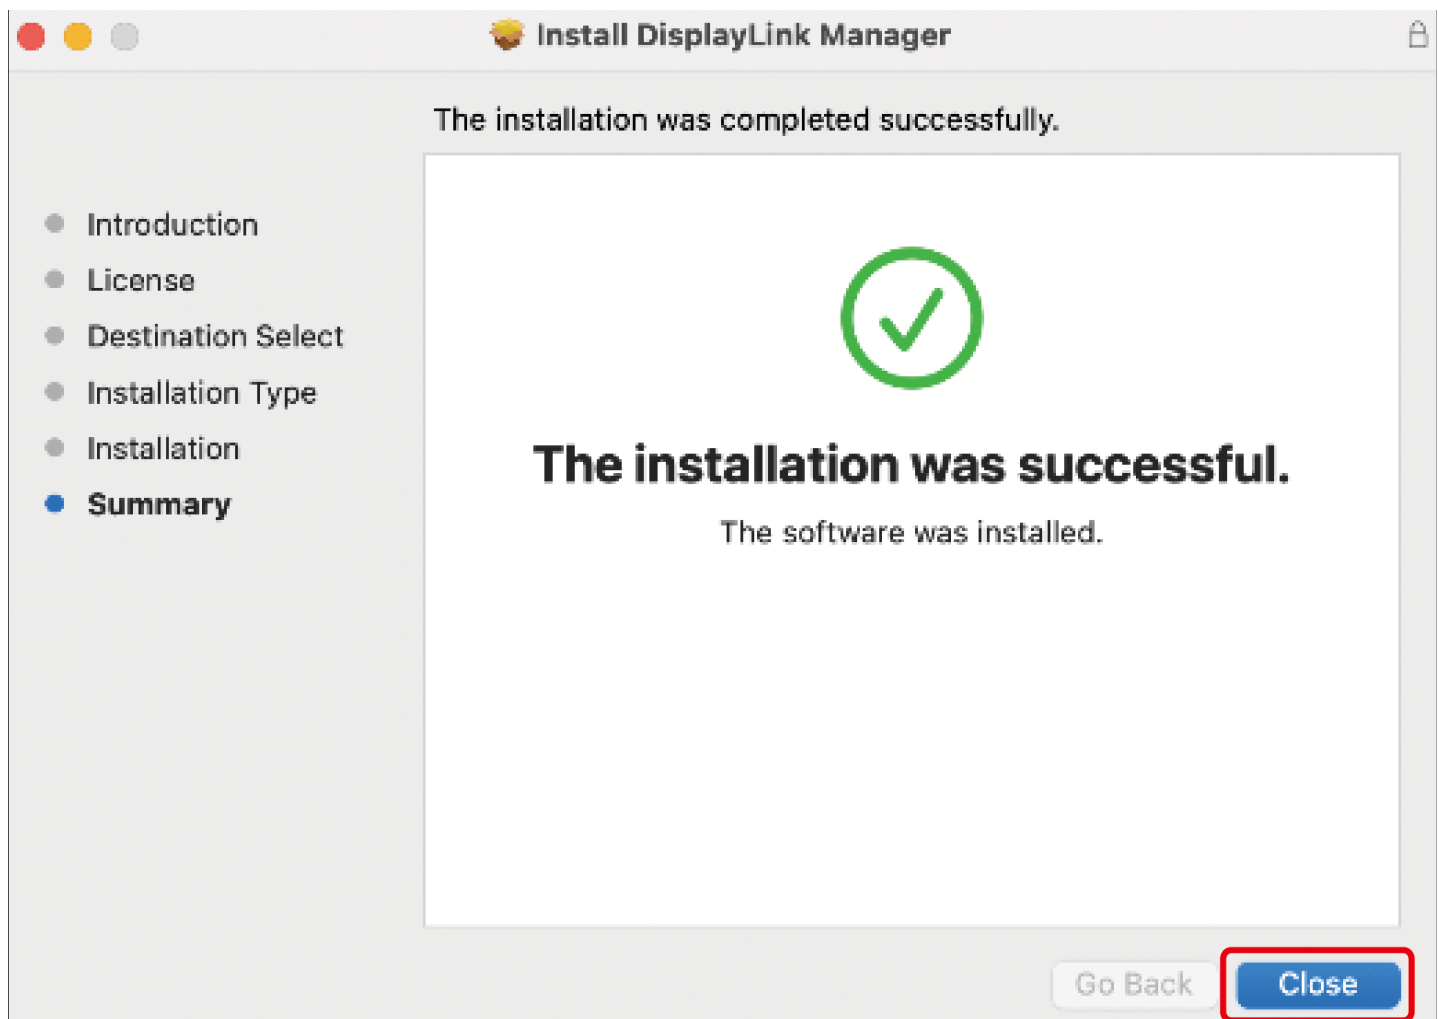 Install DisplayLink Manager
The installation was completed successfully.
Introduction
License
Destination Select
Installation Type
Installation
Summary
The installation was successful.
The software was installed.
Go Back
Close